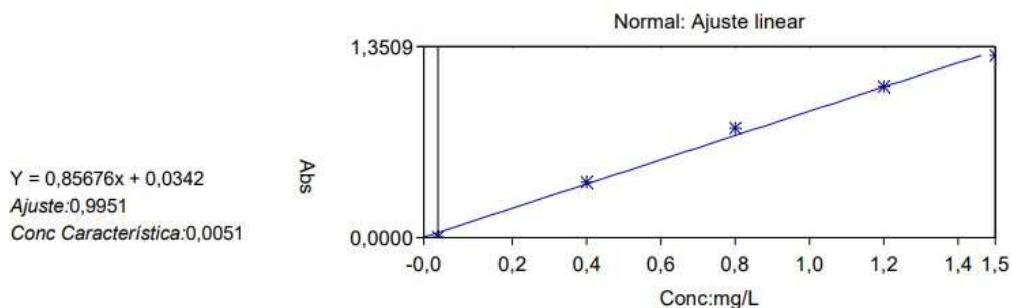 Normal: Ajuste linear
1,3509
Abs
Y = 0,85676x + 0,0342
Ajuste:0,9951
Conc Característica:0,0051
0,0000
-0,0 0,2 0,4 0,6 0,8 1,0 1,2 1,4 1,5
Conc:mg/L